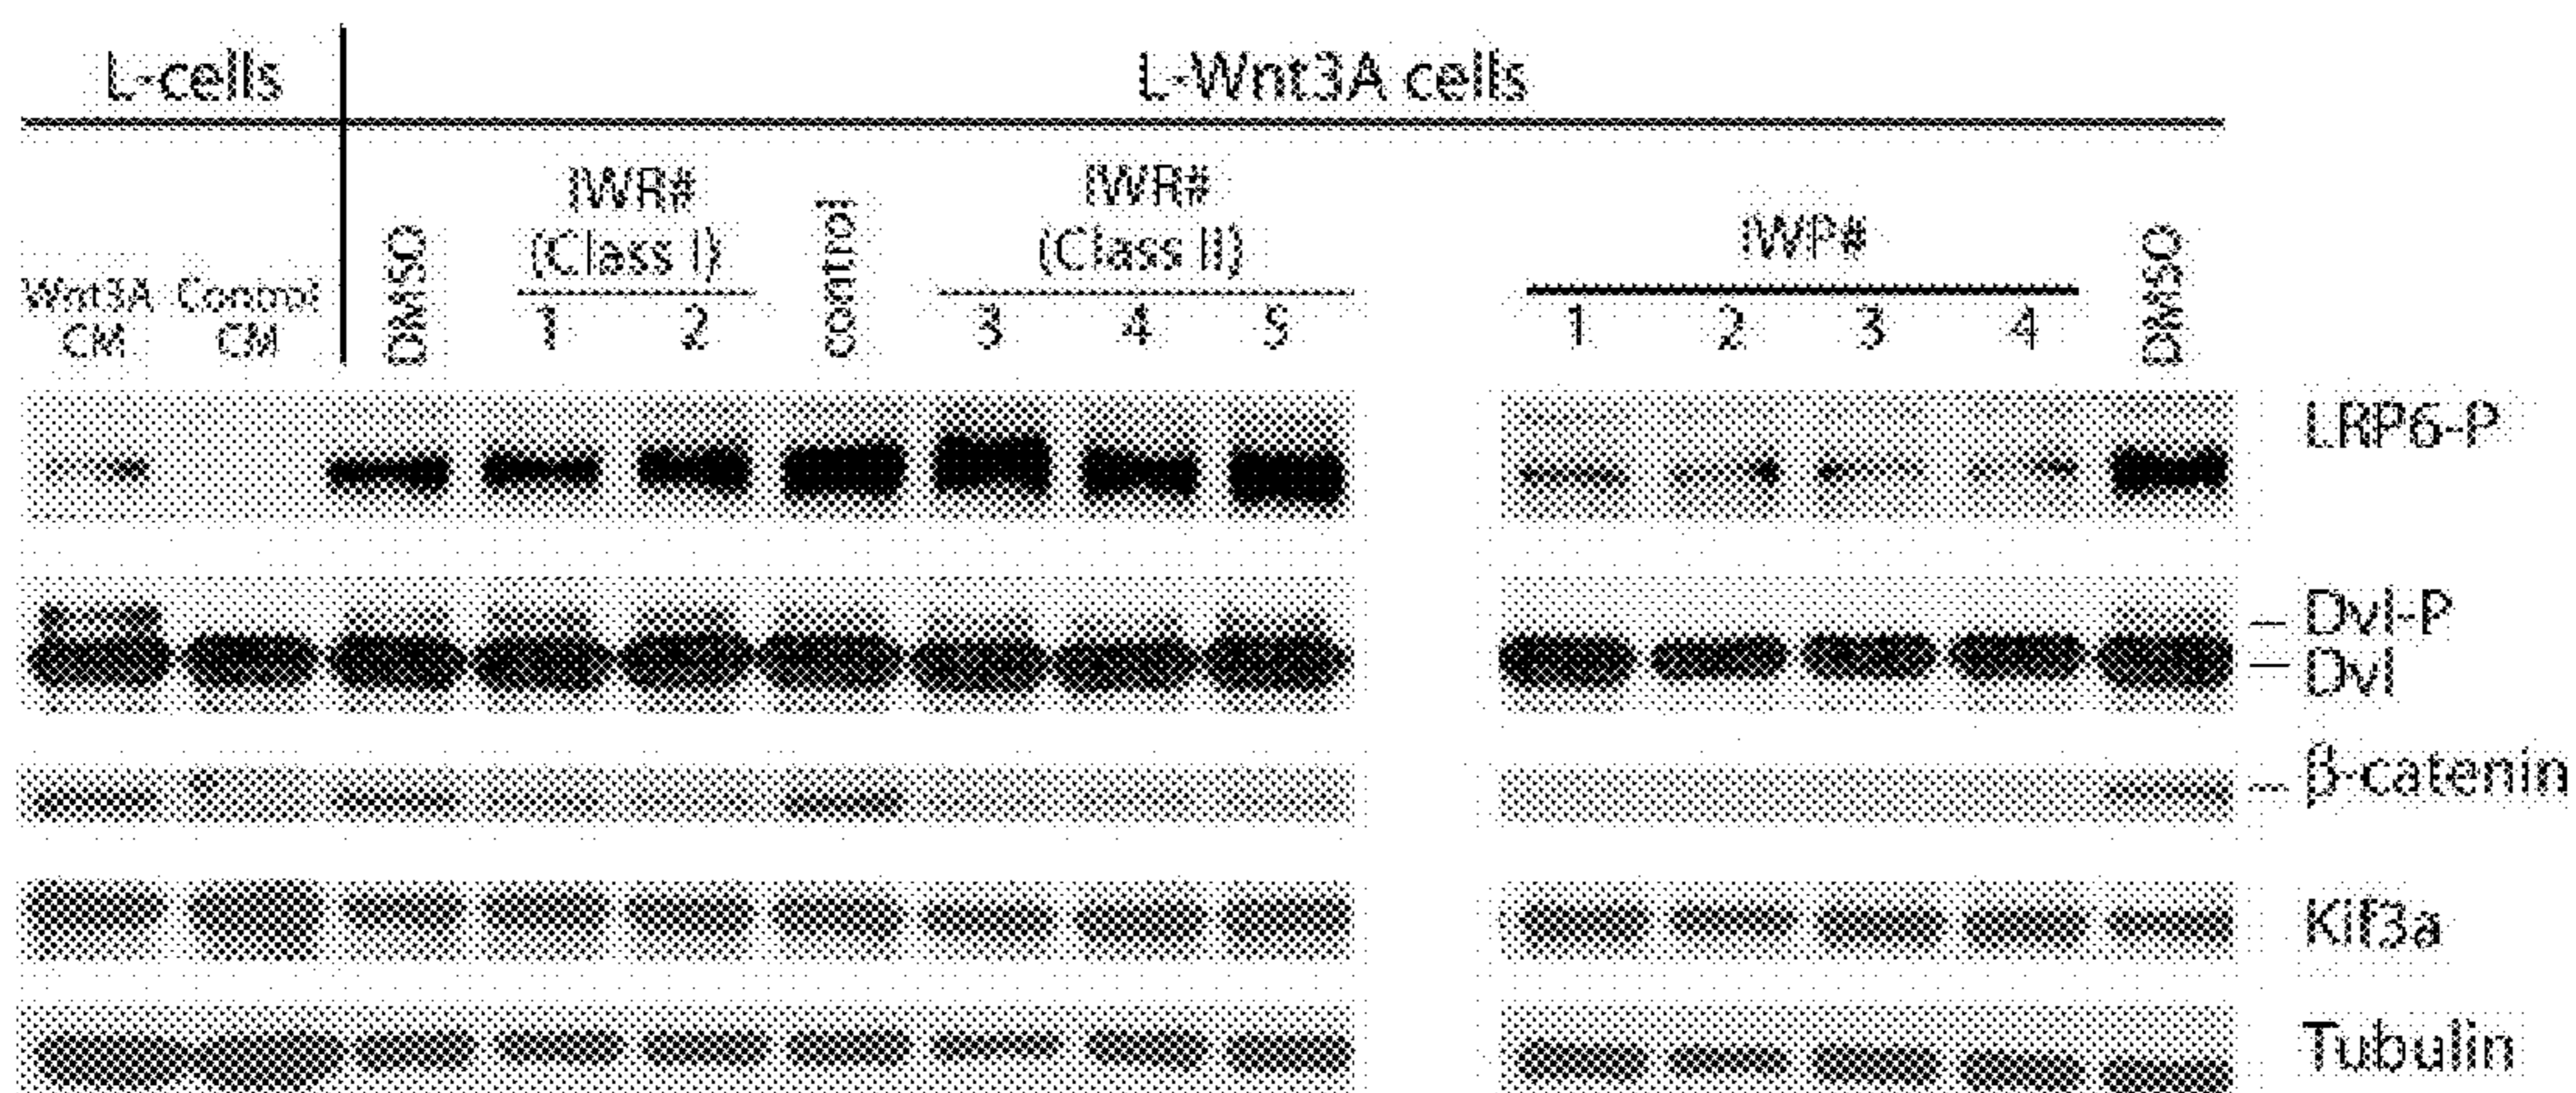 L-cells
L-Wnt3A cells
Wnt3A CM
Control CM
DMSO
IWR# (Class I)
1 2
control
IWR# (Class II)
3 4 5
IWP#
1 2 3 4
DMSO
LRP6-P
Dvl-P
Dvl
β-catenin
Kif3a
Tubulin